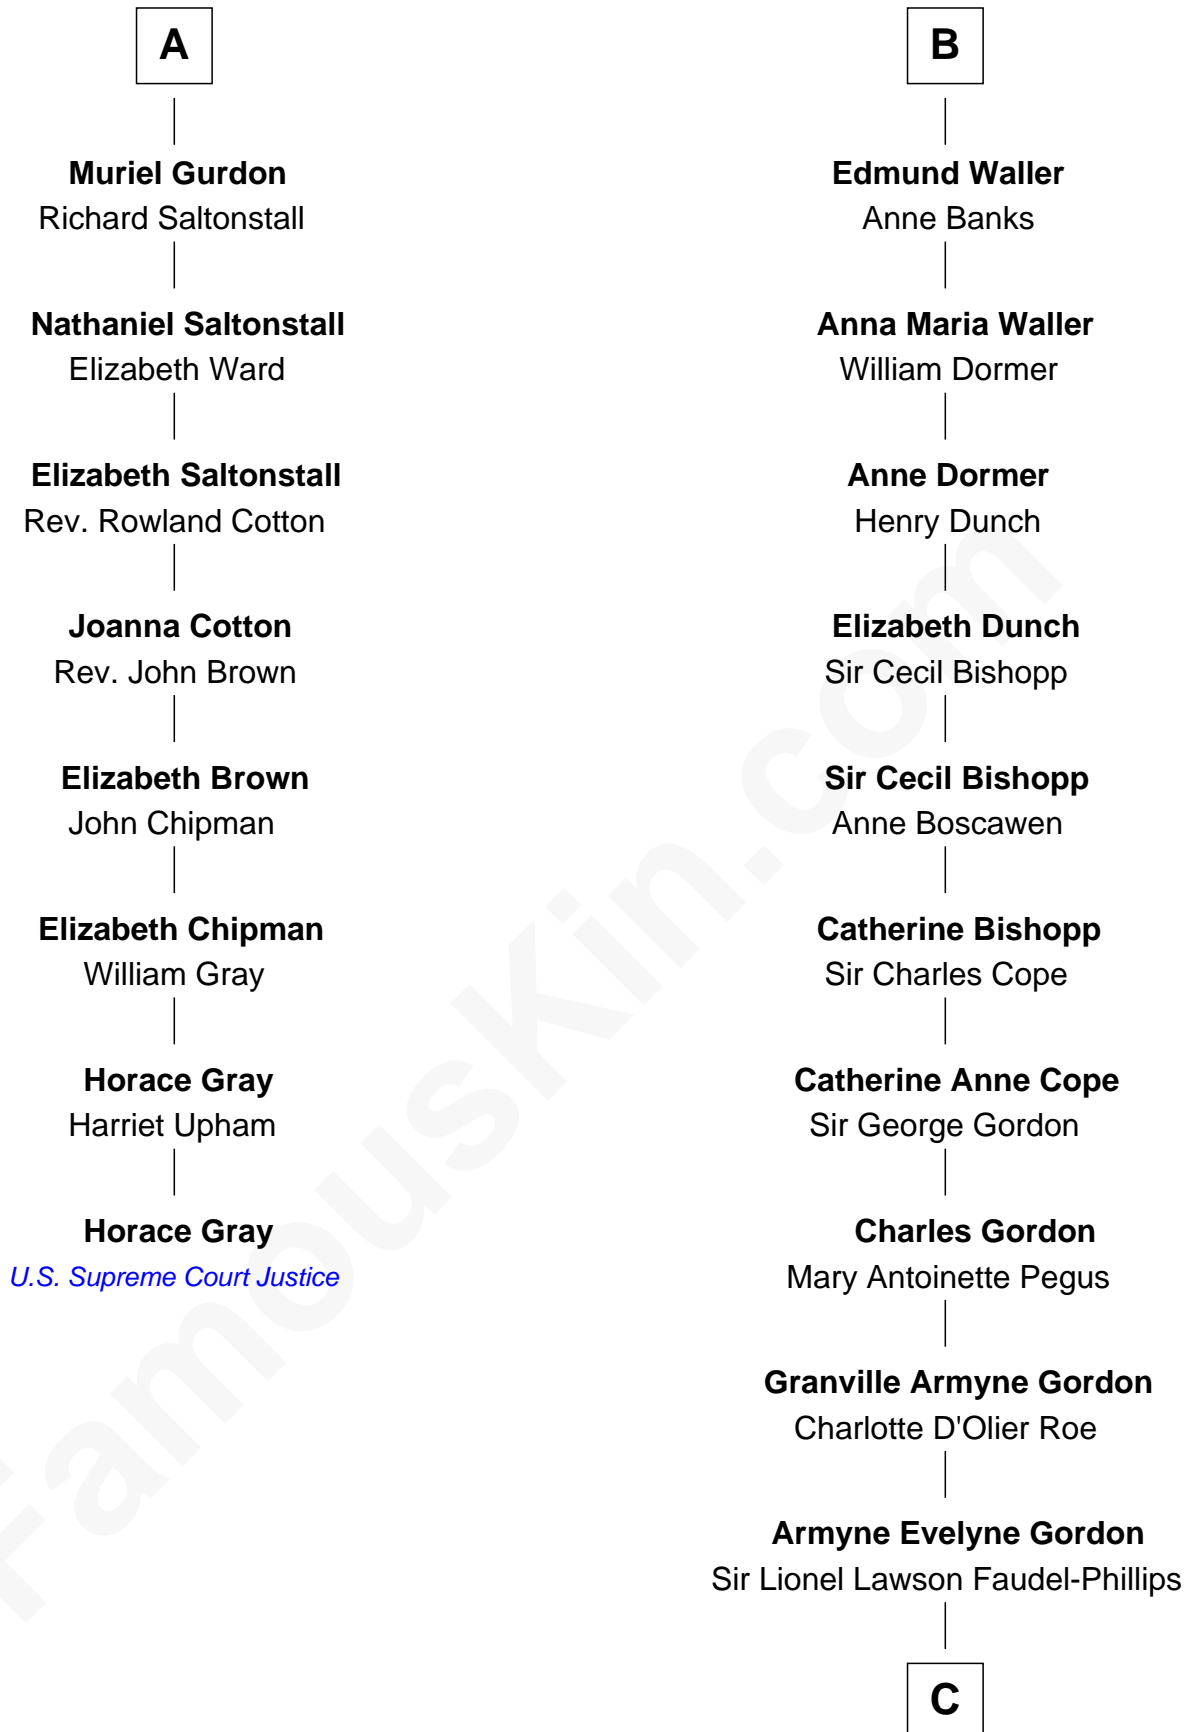 A
Muriel Gurdon
Richard Saltonstall
Nathaniel Saltonstall
Elizabeth Ward
Elizabeth Saltonstall
Rev. Rowland Cotton
Joanna Cotton
Rev. John Brown
Elizabeth Brown
John Chipman
Elizabeth Chipman
William Gray
Horace Gray
Harriet Upham
Horace Gray
U.S. Supreme Court Justice
B
Edmund Waller
Anne Banks
Anna Maria Waller
William Dormer
Anne Dormer
Henry Dunch
Elizabeth Dunch
Sir Cecil Bishopp
Sir Cecil Bishopp
Anne Boscawen
Catherine Bishopp
Sir Charles Cope
Catherine Anne Cope
Sir George Gordon
Charles Gordon
Mary Antoinette Pegus
Granville Armyne Gordon
Charlotte D'Olier Roe
Armyne Evelyne Gordon
Sir Lionel Lawson Faudel-Phillips
C
FamousKin.com